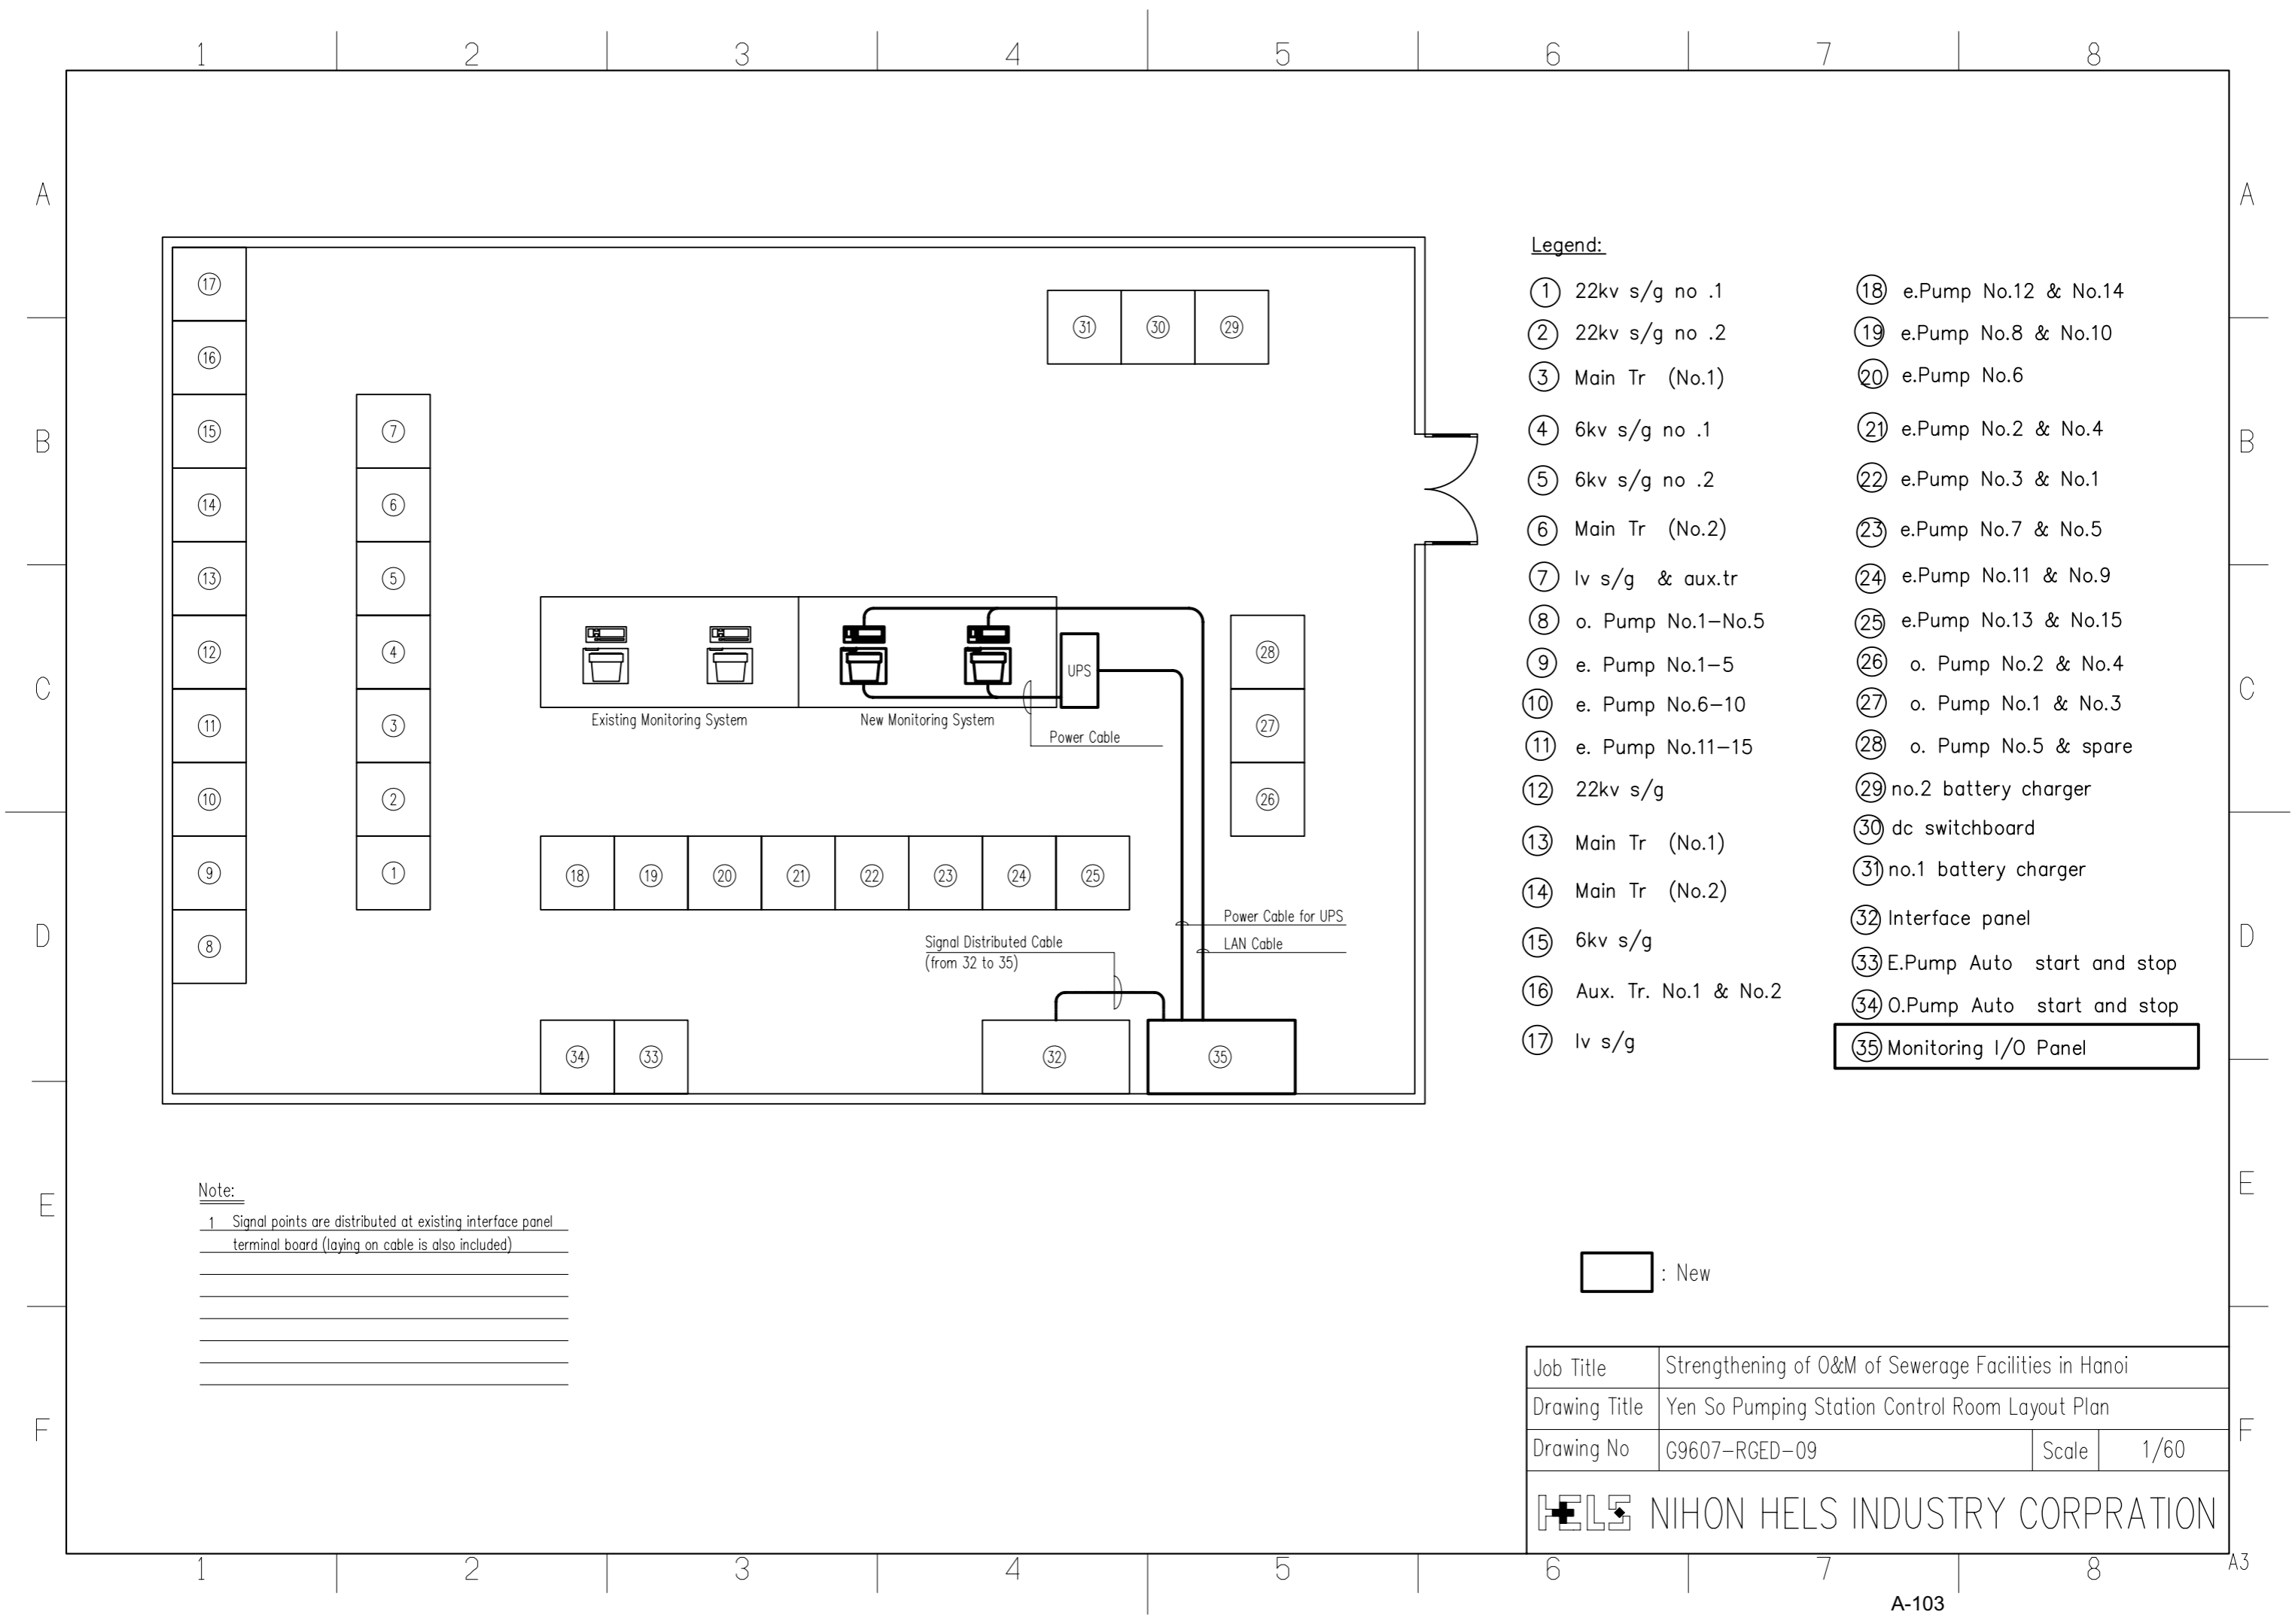 1 2 3 4 5 6 7 8
A A
B B
C C
D D
E E
F F
17
16
15
14
13
12
11
10
9
8
7
6
5
4
3
2
1
31 30 29
Existing Monitoring System
New Monitoring System
UPS
Power Cable
28
27
26
18 19 20 21 22 23 24 25
Power Cable for UPS
LAN Cable
Signal Distributed Cable
(from 32 to 35)
34 33 32 35
Legend:
1 22kv s/g no .1
2 22kv s/g no .2
3 Main Tr (No.1)
4 6kv s/g no .1
5 6kv s/g no .2
6 Main Tr (No.2)
7 lv s/g & aux.tr
8 o. Pump No.1-No.5
9 e. Pump No.1-5
10 e. Pump No.6-10
11 e. Pump No.11-15
12 22kv s/g
13 Main Tr (No.1)
14 Main Tr (No.2)
15 6kv s/g
16 Aux. Tr. No.1 & No.2
17 lv s/g
18 e.Pump No.12 & No.14
19 e.Pump No.8 & No.10
20 e.Pump No.6
21 e.Pump No.2 & No.4
22 e.Pump No.3 & No.1
23 e.Pump No.7 & No.5
24 e.Pump No.11 & No.9
25 e.Pump No.13 & No.15
26 o. Pump No.2 & No.4
27 o. Pump No.1 & No.3
28 o. Pump No.5 & spare
29 no.2 battery charger
30 dc switchboard
31 no.1 battery charger
32 Interface panel
33 E.Pump Auto start and stop
34 O.Pump Auto start and stop
35 Monitoring I/O Panel
Note:
1 Signal points are distributed at existing interface panel
terminal board (laying on cable is also included)
: New
Job Title Strengthening of O&M of Sewerage Facilities in Hanoi
Drawing Title Yen So Pumping Station Control Room Layout Plan
Drawing No G9607-RGED-09 Scale 1/60
HELS NIHON HELS INDUSTRY CORPRATION
1 2 3 4 5 6 7 8
A3
A-103